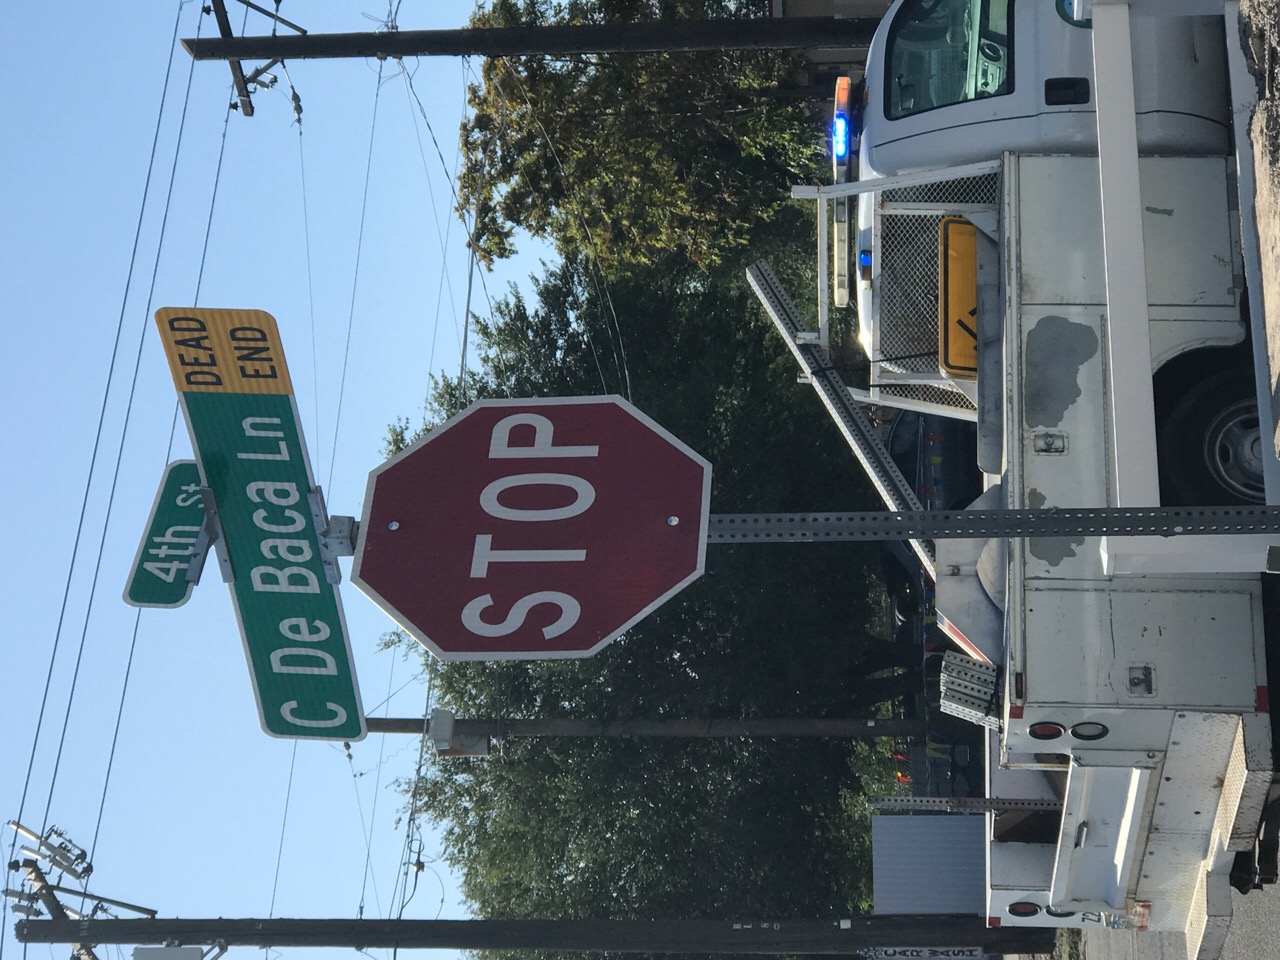 4th St
C De Baca Ln
DEAD
END
STOP
CAR WASH